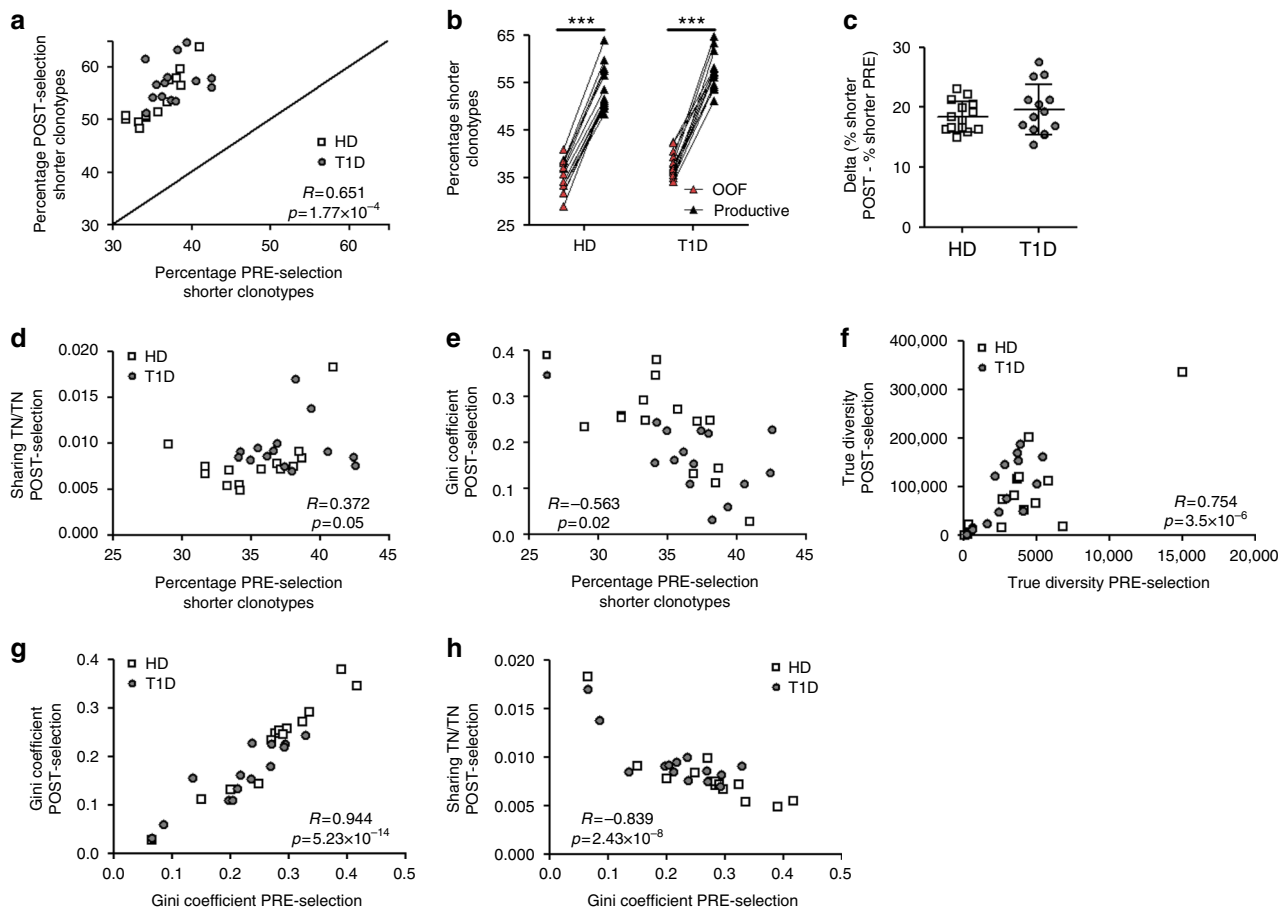 a
Percentage POST-selection
shorter clonotypes
60
50
40
30
30
40
50
60
HD
T1D
R=0.651
p=1.77×10−4
Percentage PRE-selection
shorter clonotypes
b
Percentage shorter
clonotypes
65
55
45
35
25
***
***
OOF
Productive
HD
T1D
c
Delta (% shorter
POST - % shorter PRE)
30
20
10
0
HD
T1D
d
Sharing TN/TN
POST-selection
0.020
0.015
0.010
0.005
0.000
HD
T1D
R=0.372
p=0.05
25
30
35
40
45
Percentage PRE-selection
shorter clonotypes
e
Gini coefficient
POST-selection
0.4
0.3
0.2
0.1
0.0
HD
T1D
R=−0.563
p=0.02
25
30
35
40
45
Percentage PRE-selection
shorter clonotypes
f
True diversity
POST-selection
400,000
300,000
200,000
100,000
0
HD
T1D
R=0.754
p=3.5×10−6
0
5000
10,000
15,000
20,000
True diversity PRE-selection
g
Gini coefficient
POST-selection
0.4
0.3
0.2
0.1
0.0
HD
T1D
R=0.944
p=5.23×10−14
0.0
0.1
0.2
0.3
0.4
0.5
Gini coefficient PRE-selection
h
Sharing TN/TN
POST-selection
0.020
0.015
0.010
0.005
0.000
HD
T1D
R=−0.839
p=2.43×10−8
0.0
0.1
0.2
0.3
0.4
0.5
Gini coefficient PRE-selection